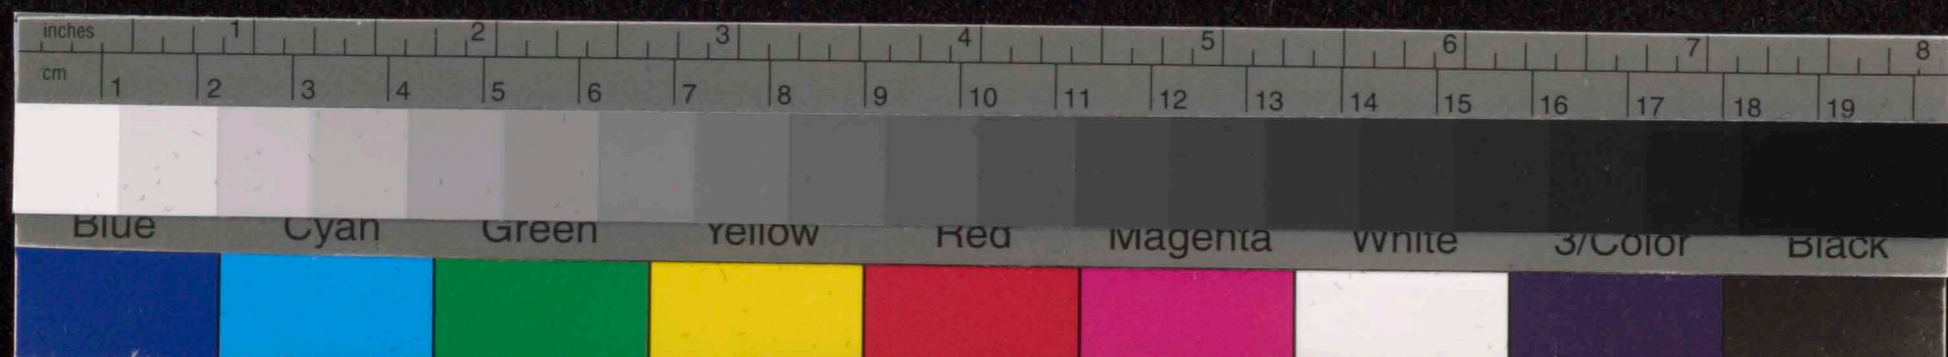 inches 1 2 3 4 5 6 7 8
cm 1 2 3 4 5 6 7 8 9 10 11 12 13 14 15 16 17 18 19
Blue Cyan Green Yellow Red Magenta White 3/Color Black